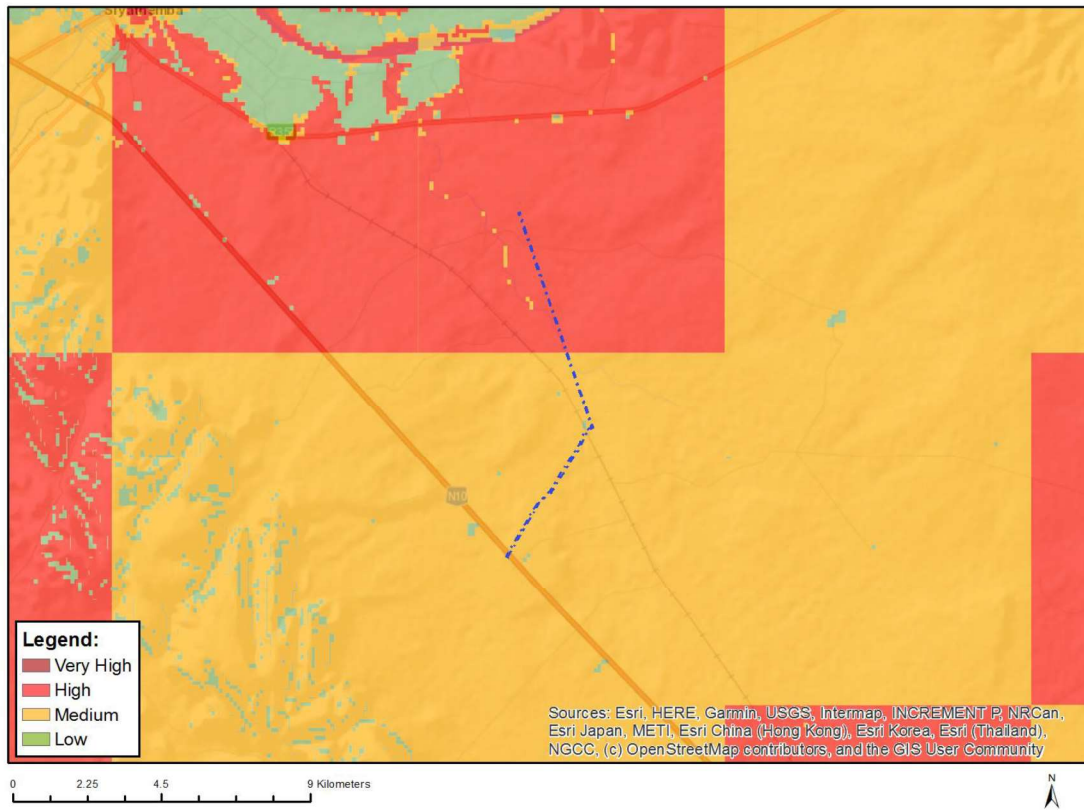 N10
Legend:
Very High
High
Medium
Low
Sources: Esri, HERE, Garmin, USGS, Intermap, INCREMENT P, NRCan,
Esri Japan, METI, Esri China (Hong Kong), Esri Korea, Esri (Thailand),
NGCC, (c) OpenStreetMap contributors, and the GIS User Community
0 2.25 4.5 9 Kilometers
N